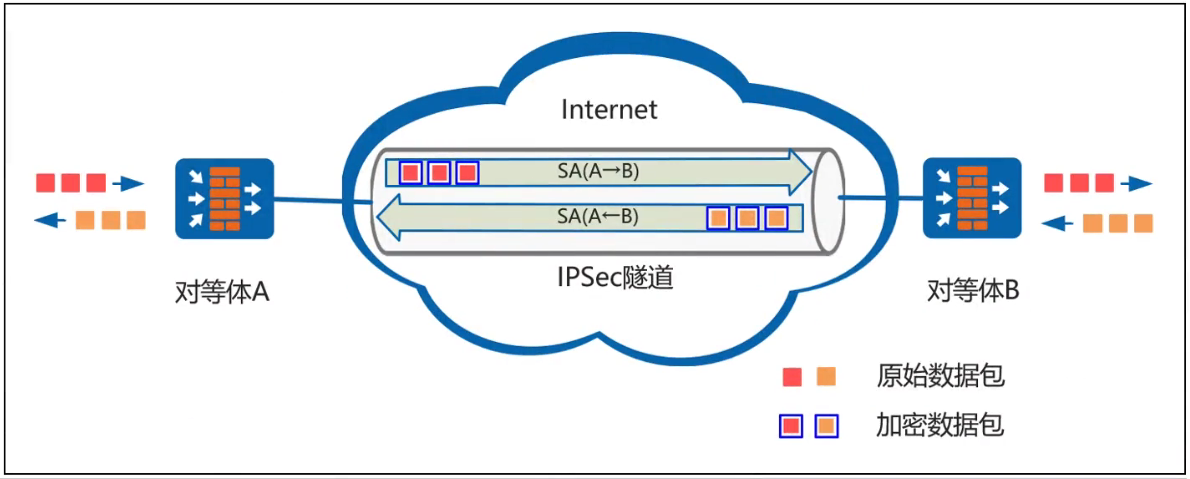 Internet
SA(A→B)
SA(A←B)
IPSec隧道
对等体A
对等体B
原始数据包
加密数据包